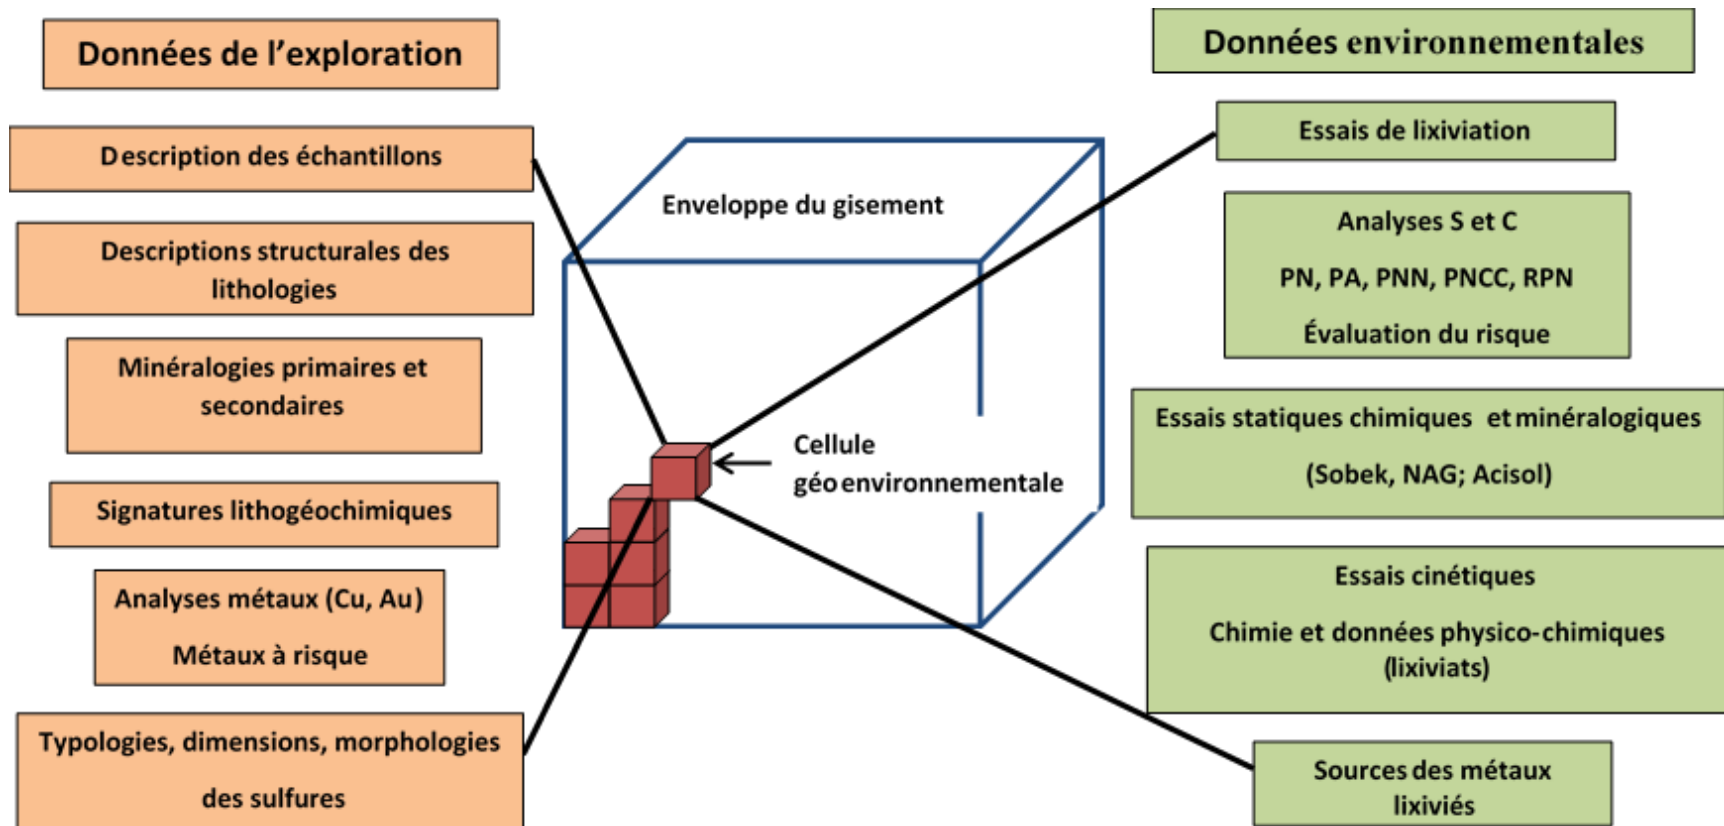 Données de l’exploration
Description des échantillons
Descriptions structurales des
lithologies
Minéralogies primaires et
secondaires
Signatures lithogéochimiques
Analyses métaux (Cu, Au)
Métaux à risque
Typologies, dimensions, morphologies
des sulfures
Enveloppe du gisement
Cellule
géoenvironnementale
Données environnementales
Essais de lixiviation
Analyses S et C
PN, PA, PNN, PNCC, RPN
Évaluation du risque
Essais statiques chimiques et minéralogiques
(Sobek, NAG; Acisol)
Essais cinétiques
Chimie et données physico-chimiques
(lixiviats)
Sources des métaux
lixiviés